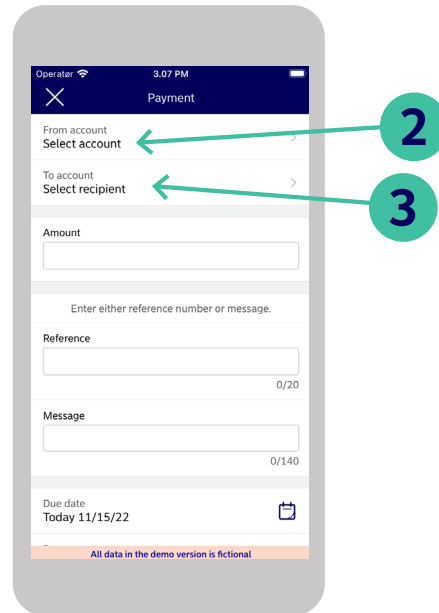 Operatør 3.07 PM
Payment
From account
Select account
2
To account
Select recipient
3
Amount
Enter either reference number or message.
Reference
0/20
Message
0/140
Due date
Today 11/15/22
All data in the demo version is fictional